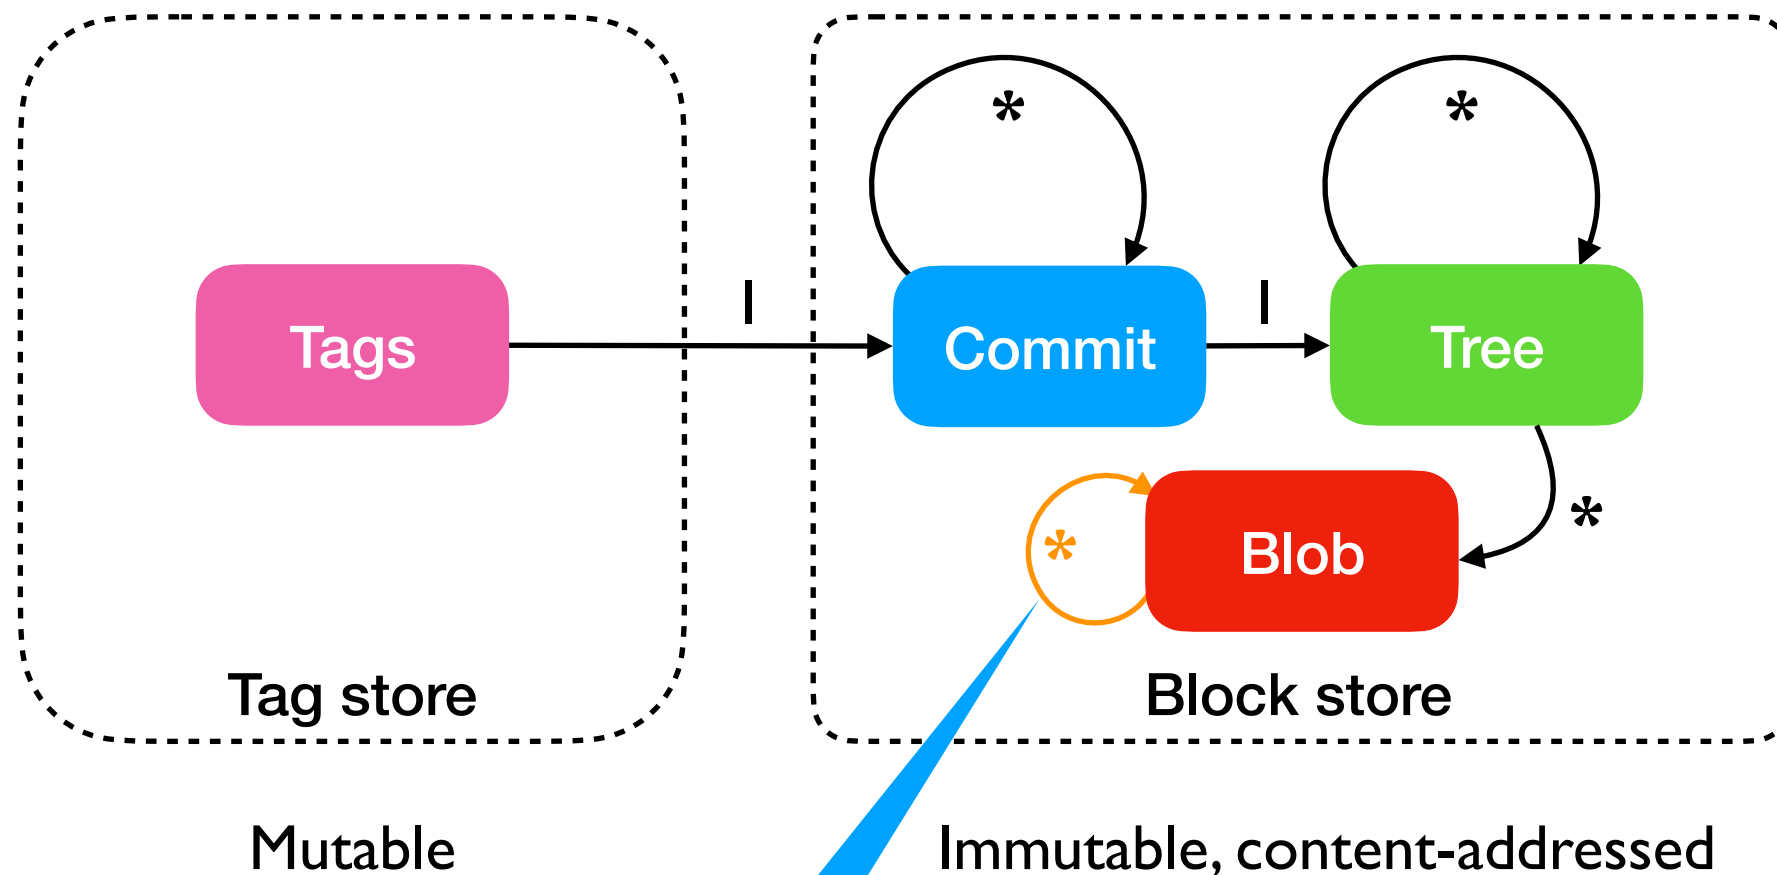 *
*
I
I
Tags
Commit
Tree
*
*
Blob
Tag store
Block store
Mutable
Immutable, content-addressed